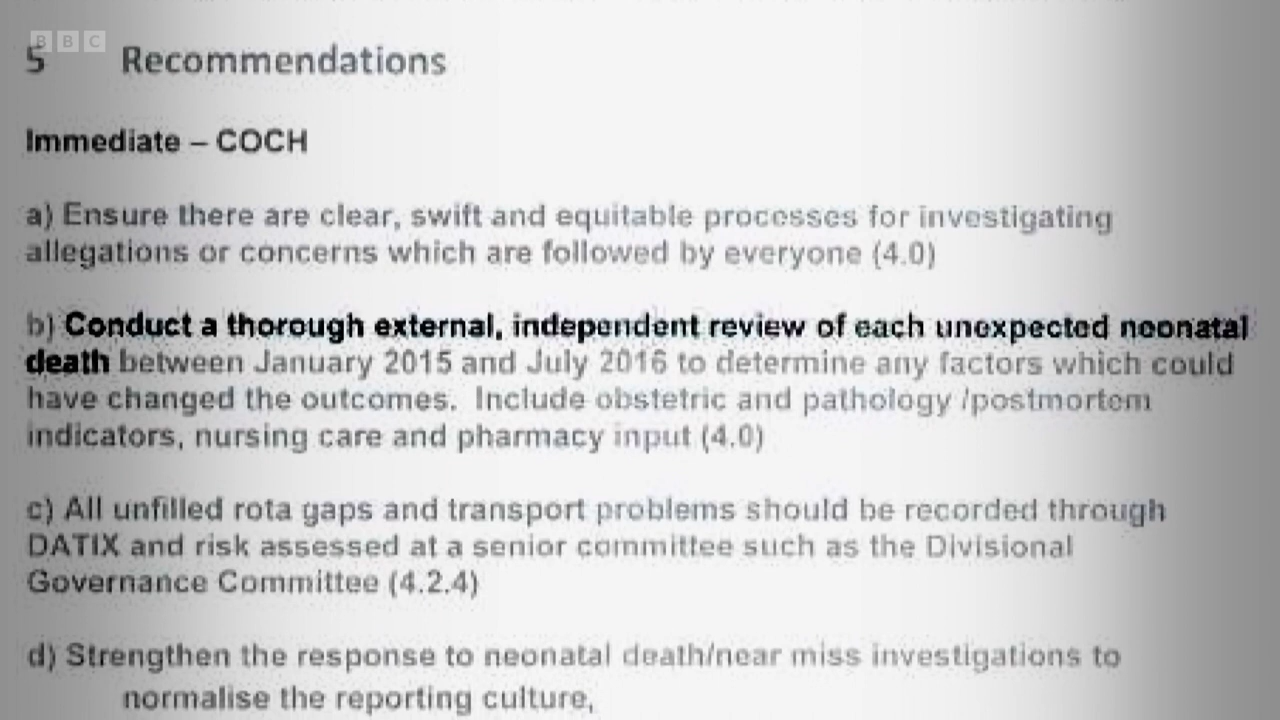 BBC
5 Recommendations
Immediate – COCH
a) Ensure there are clear, swift and equitable processes for investigating
allegations or concerns which are followed by everyone (4.0)
b) Conduct a thorough external, independent review of each unexpected neonatal
death between January 2015 and July 2016 to determine any factors which could
have changed the outcomes. Include obstetric and pathology /postmortem
indicators, nursing care and pharmacy input (4.0)
c) All unfilled rota gaps and transport problems should be recorded through
DATIX and risk assessed at a senior committee such as the Divisional
Governance Committee (4.2.4)
d) Strengthen the response to neonatal death/near miss investigations to
normalise the reporting culture,